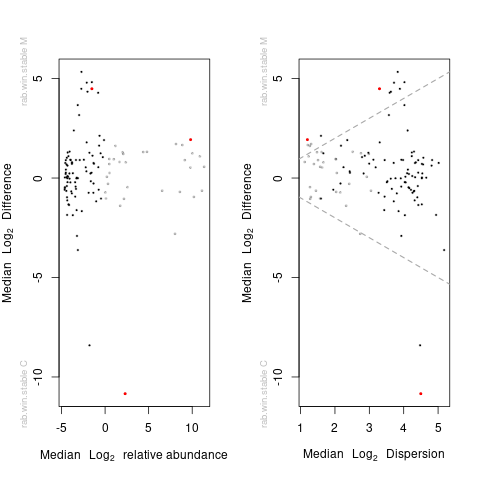 rab.win.stable M
rab.win.stable C
Median Log2 Difference
5
0
-5
-10
-5 0 5 10
Median Log2 relative abundance
rab.win.stable M
rab.win.stable C
Median Log2 Difference
5
0
-5
-10
1 2 3 4 5
Median Log2 Dispersion